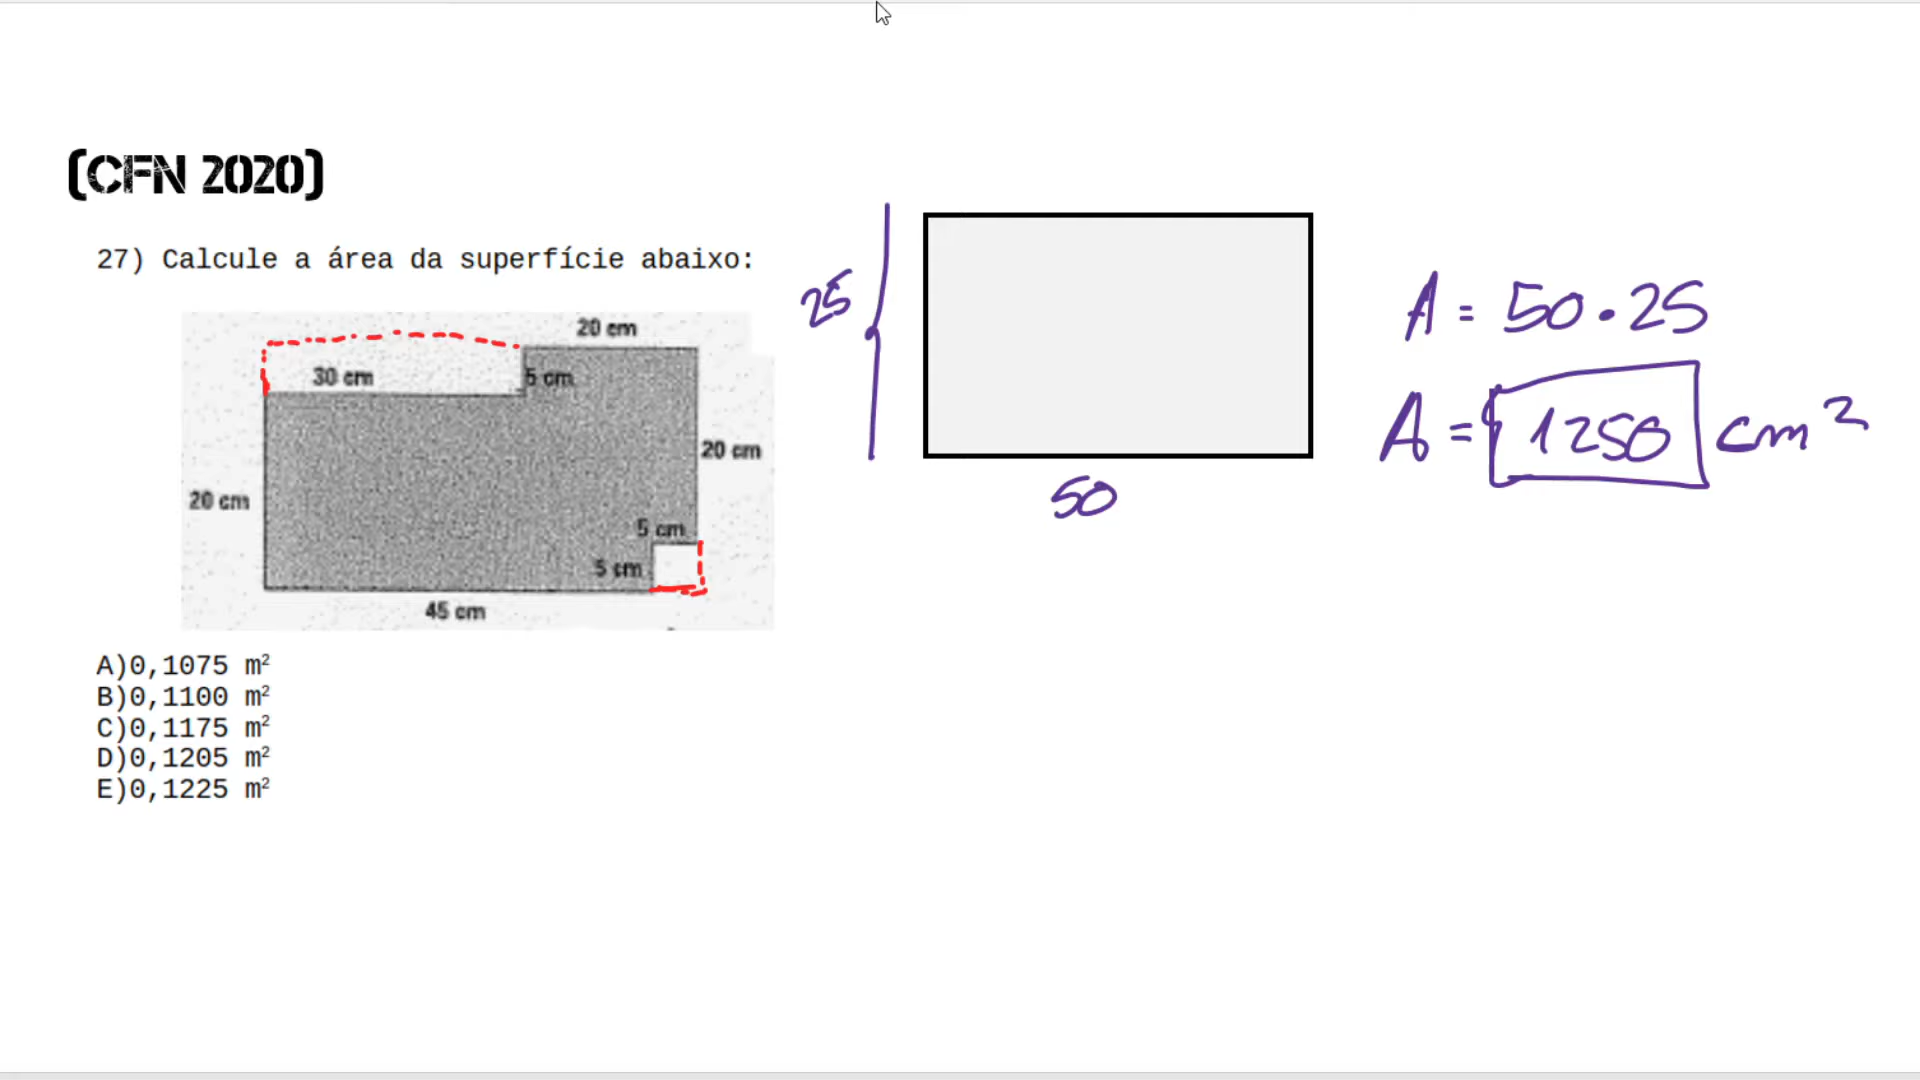 (CFN 2020)
27) Calcule a área da superfície abaixo:
20 cm
30 cm
5 cm
20 cm
20 cm
5 cm
5 cm
45 cm
A)0,1075 m²
B)0,1100 m²
C)0,1175 m²
D)0,1205 m²
E)0,1225 m²
25
50
A = 50.25
A = 1250 cm²